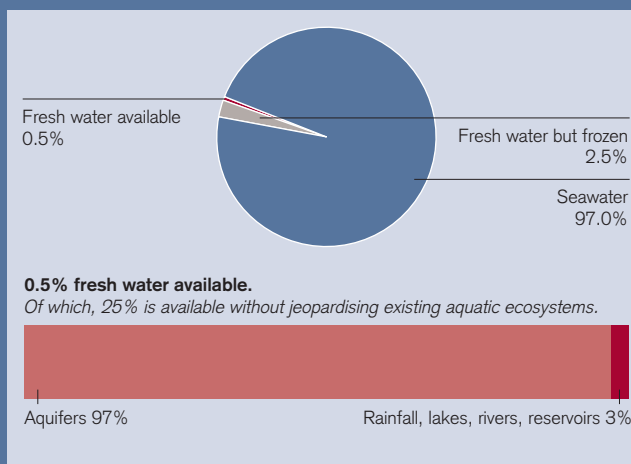 Fresh water available
0.5%
Fresh water but frozen
2.5%
Seawater
97.0%
0.5% fresh water available.
Of which, 25% is available without jeopardising existing aquatic ecosystems.
Aquifers 97%
Rainfall, lakes, rivers, reservoirs 3%